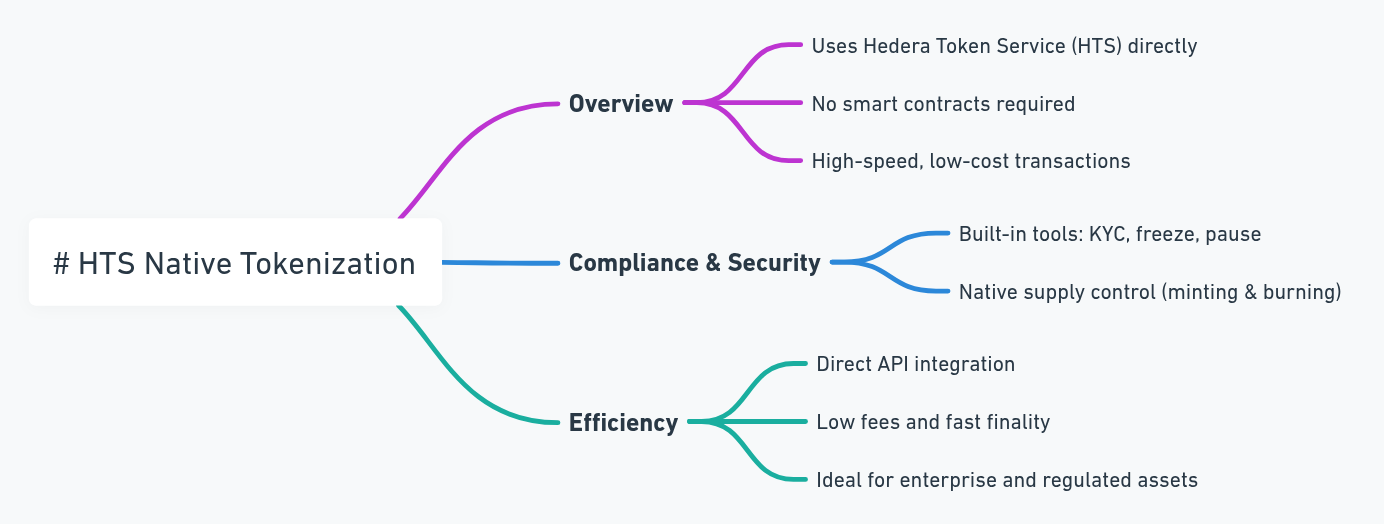 # HTS Native Tokenization
Overview
Uses Hedera Token Service (HTS) directly
No smart contracts required
High-speed, low-cost transactions
Compliance & Security
Built-in tools: KYC, freeze, pause
Native supply control (minting & burning)
Efficiency
Direct API integration
Low fees and fast finality
Ideal for enterprise and regulated assets